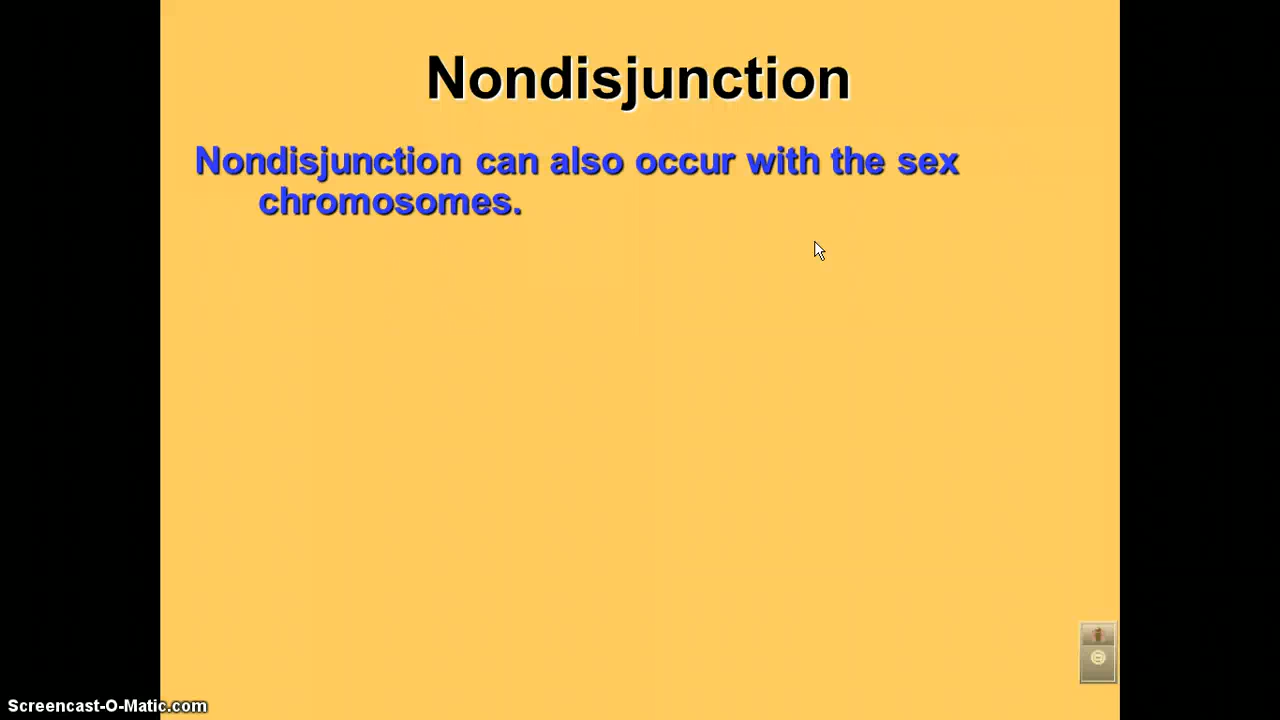 Nondisjunction
Nondisjunction can also occur with the sex
chromosomes.
Screencast-O-Matic.com